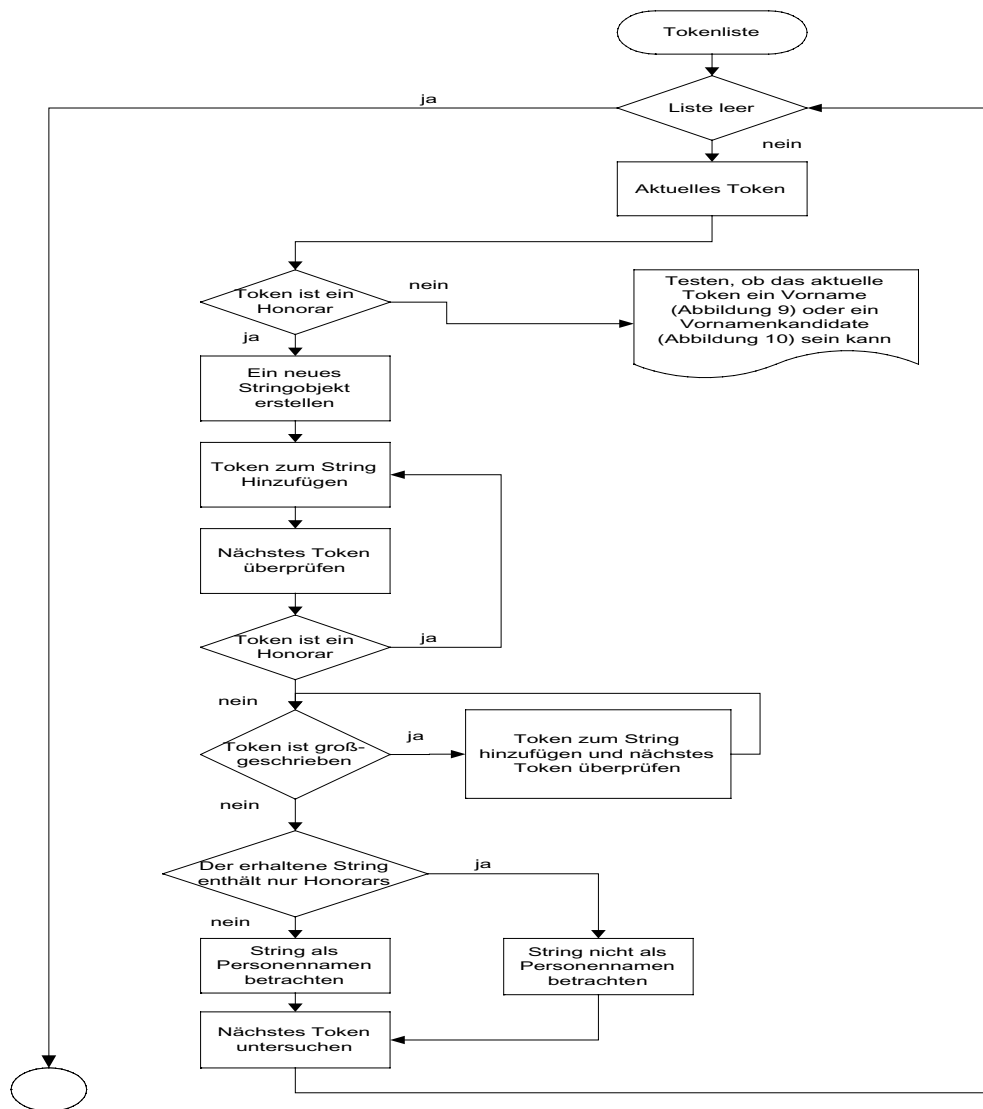 Tokenliste
ja
Liste leer
nein
Aktuelles Token
Token ist ein
Honorar
nein
Testen, ob das aktuelle
Token ein Vorname
(Abbildung 9) oder ein
Vornamenkandidate
(Abbildung 10) sein kann
ja
Ein neues
Stringobjekt
erstellen
Token zum String
Hinzufügen
Nächstes Token
überprüfen
Token ist ein
Honorar
ja
nein
Token ist groß-
geschrieben
ja
Token zum String
hinzufügen und nächstes
Token überprüfen
nein
Der erhaltene String
enthält nur Honorars
ja
nein
String als
Personennamen
betrachten
String nicht als
Personennamen
betrachten
Nächstes Token
untersuchen